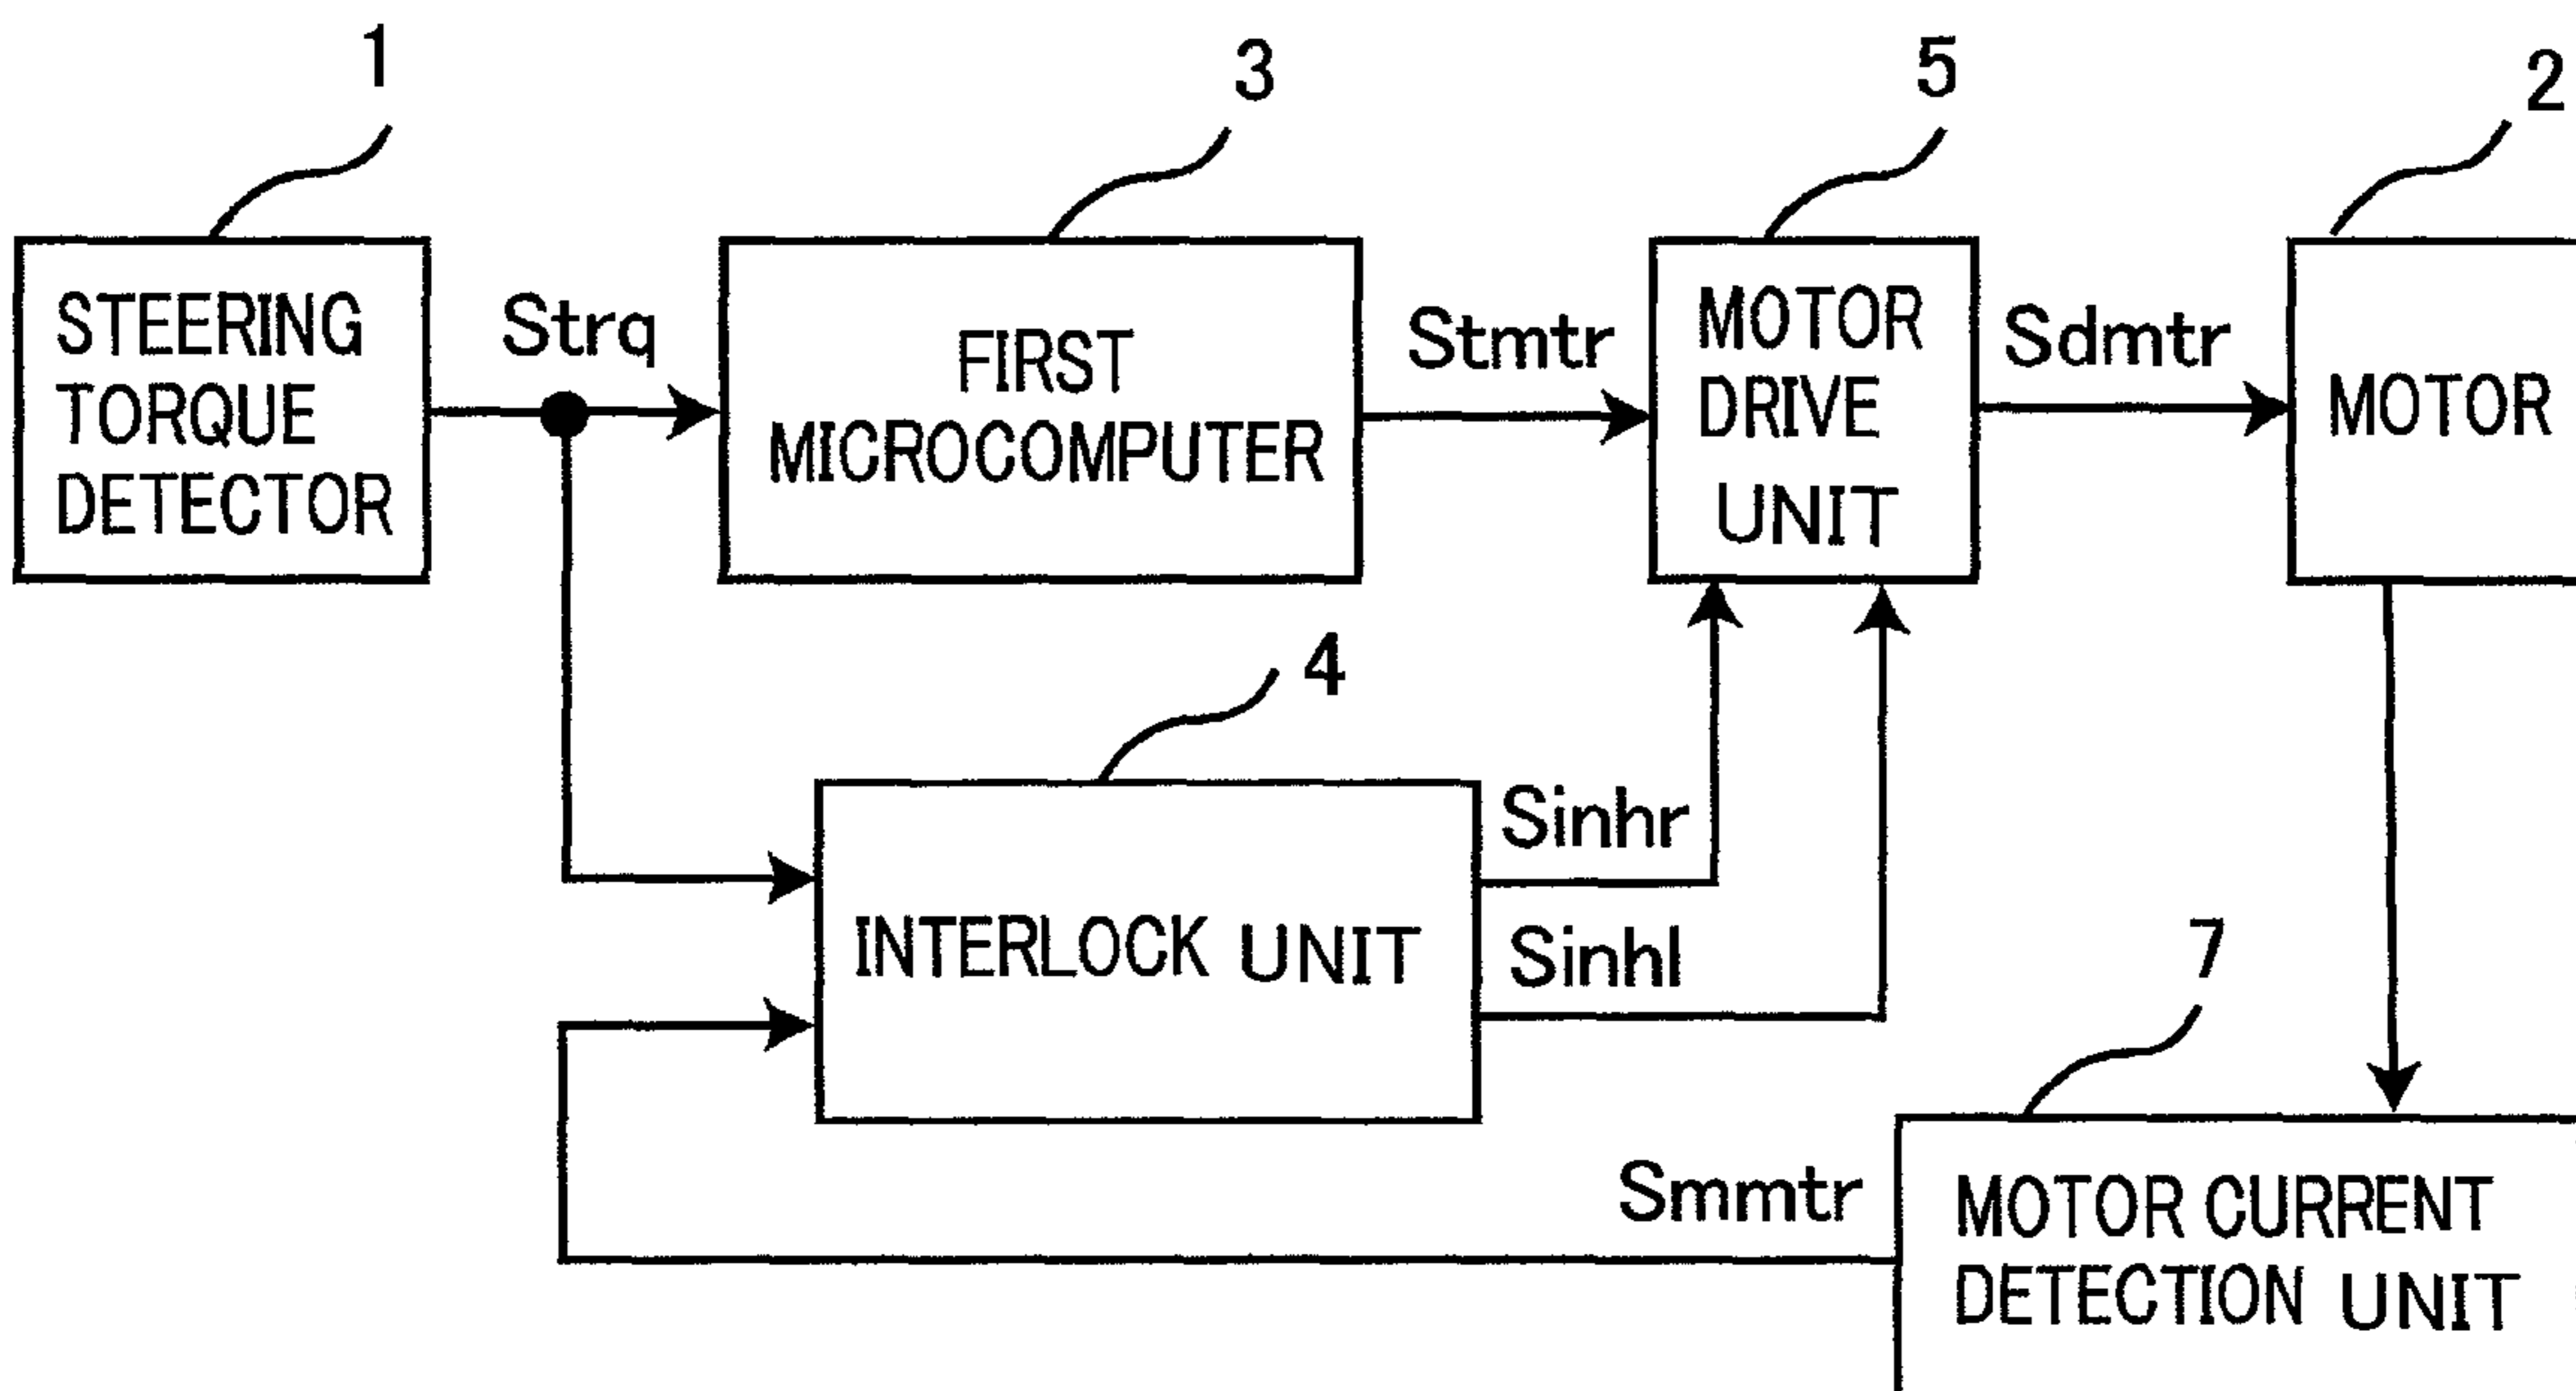 1
3
5
2
STEERING
TORQUE
DETECTOR
Strq
FIRST
MICROCOMPUTER
Stmtr
MOTOR
DRIVE
UNIT
Sdmtr
MOTOR
4
INTERLOCK UNIT
Sinhr
Sinhl
7
Smmtr
MOTOR CURRENT
DETECTION UNIT